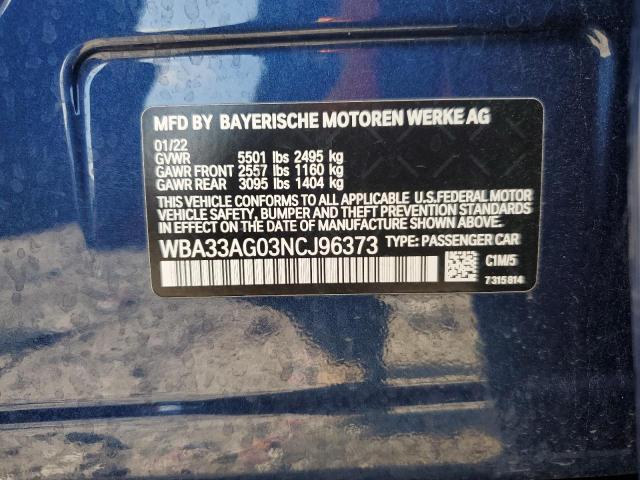 MFD BY BAYERISCHE MOTOREN WERKE AG
01/22
GVWR 5501 lbs 2495 kg
GAWR FRONT 2557 lbs 1160 kg
GAWR REAR 3095 lbs 1404 kg
THIS VEHICLE CONFORMS TO ALL APPLICABLE U.S.FEDERAL MOTOR
VEHICLE SAFETY, BUMPER AND THEFT PREVENTION
STANDARDS IN EFFECT ON THE DATE OF MANUFACTURE
SHOWN ABOVE.
WBA33AG03NCJ96373 TYPE: PASSENGER CAR
C1M/5
7315814